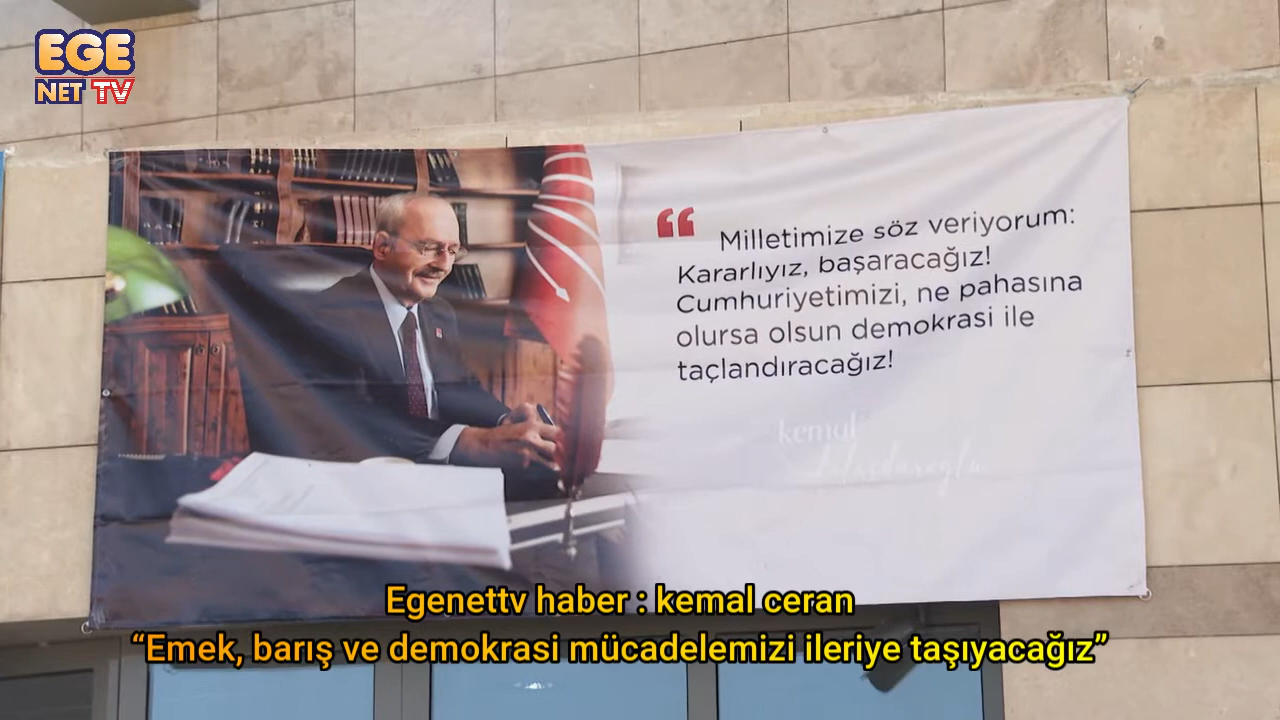 EGE
NET TV
Milletimize söz veriyorum:
Kararlıyız, başaracağız!
Cumhuriyetimizi, ne pahasına
olursa olsun demokrasi ile
taçlandıracağız!
kemal
kılıçdaroğlu
Egenettv haber : kemal ceran
“Emek, barış ve demokrasi mücadelemizi ileriye taşıyacağız”